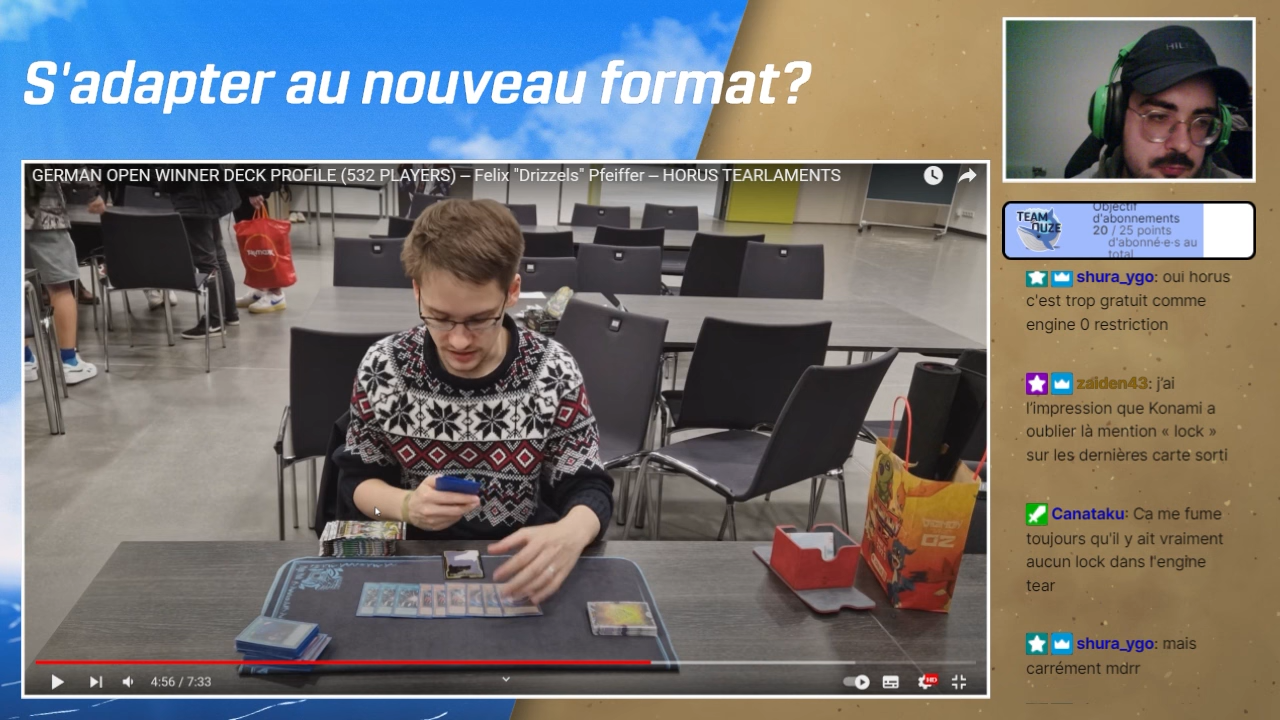 S'adapter au nouveau format?
GERMAN OPEN WINNER DECK PROFILE (532 PLAYERS) – Felix "Drizzels" Pfeiffer – HORUS TEARLAMENTS
4:56 / 7:33
HD
TEAM
OUZE
Objectif
d'abonnements
20 / 25 points
d'abonné·e·s au
total
shura_ygo: oui horus
c'est trop gratuit comme
engine 0 restriction
zaiden43: j'ai
l'impression que Konami a
oublier là mention « lock »
sur les dernières carte sorti
Canataku: Ca me fume
toujours qu'il y ait vraiment
aucun lock dans l'engine
tear
shura_ygo: mais
carrément mdrr